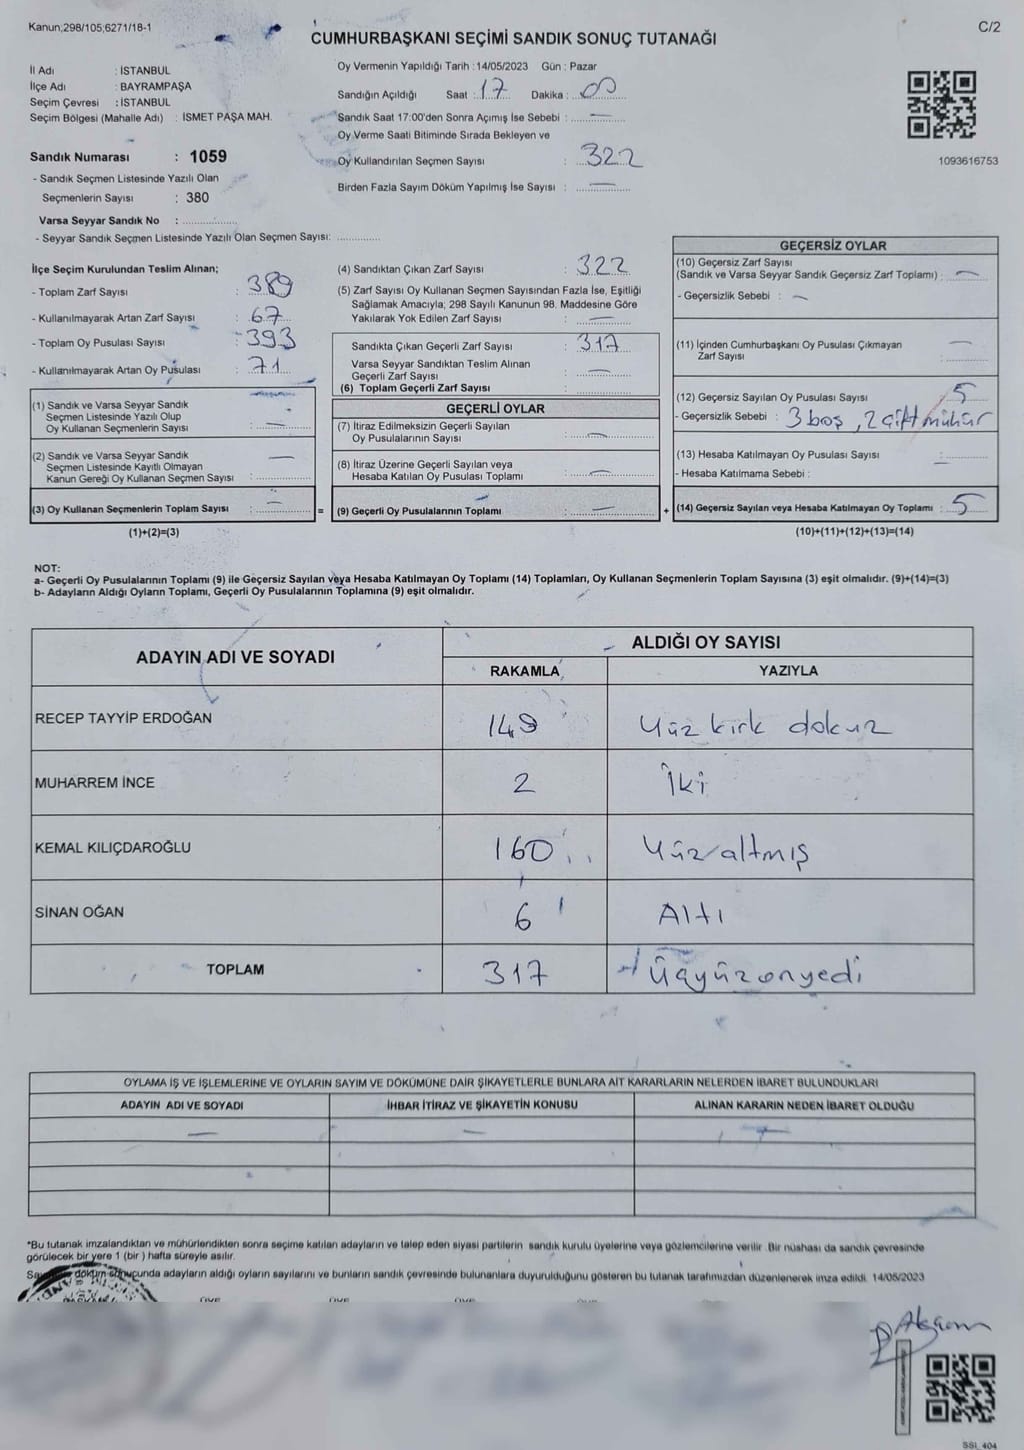 Kanun;298/105;6271/18-1
C/2
CUMHURBAŞKANI SEÇİMİ SANDIK SONUÇ TUTANAĞI
İl Adı : İSTANBUL
İlçe Adı : BAYRAMPAŞA
Seçim Çevresi : İSTANBUL
Seçim Bölgesi (Mahalle Adı) : İSMET PAŞA MAH.
Sandık Numarası : 1059
- Sandık Seçmen Listesinde Yazılı Olan
Seçmenlerin Sayısı : 380
Varsa Seyyar Sandık No :
- Seyyar Sandık Seçmen Listesinde Yazılı Olan Seçmen Sayısı:
Oy Vermenin Yapıldığı Tarih : 14/05/2023 Gün : Pazar
Sandığın Açıldığı Saat : 17 Dakika : 00
Sandık Saat 17:00'den Sonra Açımış İse Sebebi : —
Oy Verme Saati Bitiminde Sırada Bekleyen ve
Oy Kullandırılan Seçmen Sayısı : 322
Birden Fazla Sayım Döküm Yapılmış İse Sayısı : —
1093616753
İlçe Seçim Kurulundan Teslim Alınan;
- Toplam Zarf Sayısı : 389
- Kullanılmayarak Artan Zarf Sayısı : 67
- Toplam Oy Pusulası Sayısı : 393
- Kullanılmayarak Artan Oy Pusulası : 71
(1) Sandık ve Varsa Seyyar Sandık
Seçmen Listesinde Yazılı Olup
Oy Kullanan Seçmenlerin Sayısı : —
(2) Sandık ve Varsa Seyyar Sandık
Seçmen Listesinde Kayıtlı Olmayan
Kanun Gereği Oy Kullanan Seçmen Sayısı : —
(3) Oy Kullanan Seçmenlerin Toplam Sayısı : —
(1)+(2)=(3)
(4) Sandıktan Çıkan Zarf Sayısı : 322
(5) Zarf Sayısı Oy Kullanan Seçmen Sayısından Fazla İse, Eşitliği
Sağlamak Amacıyla; 298 Sayılı Kanunun 98. Maddesine Göre
Yakılarak Yok Edilen Zarf Sayısı : —
Sandıkta Çıkan Geçerli Zarf Sayısı : 317
Varsa Seyyar Sandıktan Teslim Alınan
Geçerli Zarf Sayısı : —
(6) Toplam Geçerli Zarf Sayısı :
GEÇERLİ OYLAR
(7) İtiraz Edilmeksizin Geçerli Sayılan
Oy Pusulalarının Sayısı : —
(8) İtiraz Üzerine Geçerli Sayılan veya
Hesaba Katılan Oy Pusulası Toplamı : —
= (9) Geçerli Oy Pusulalarının Toplamı : —
GEÇERSİZ OYLAR
(10) Geçersiz Zarf Sayısı
(Sandık ve Varsa Seyyar Sandık Geçersiz Zarf Toplamı) : —
- Geçersizlik Sebebi : —
(11) İçinden Cumhurbaşkanı Oy Pusulası Çıkmayan
Zarf Sayısı : —
(12) Geçersiz Sayılan Oy Pusulası Sayısı : 5
- Geçersizlik Sebebi : 3 boş, 2 çift mühür
(13) Hesaba Katılmayan Oy Pusulası Sayısı : —
- Hesaba Katılmama Sebebi :
+ (14) Geçersiz Sayılan veya Hesaba Katılmayan Oy Toplamı : 5
(10)+(11)+(12)+(13)=(14)
NOT:
a- Geçerli Oy Pusulalarının Toplamı (9) ile Geçersiz Sayılan veya Hesaba Katılmayan Oy Toplamı (14) Toplamları, Oy Kullanan Seçmenlerin Toplam Sayısına (3) eşit olmalıdır. (9)+(14)=(3)
b- Adayların Aldığı Oyların Toplamı, Geçerli Oy Pusulalarının Toplamına (9) eşit olmalıdır.
ADAYIN ADI VE SOYADI
ALDIĞI OY SAYISI
RAKAMLA YAZIYLA
RECEP TAYYİP ERDOĞAN 149 Yüz kırk dokuz
MUHARREM İNCE 2 İki
KEMAL KILIÇDAROĞLU 160 Yüz altmış
SİNAN OĞAN 6 Altı
TOPLAM 317 Üçyüzonyedi
OYLAMA İŞ VE İŞLEMLERİNE VE OYLARIN SAYIM VE DÖKÜMÜNE DAİR ŞİKAYETLERLE BUNLARA AİT KARARLARIN NELERDEN İBARET BULUNDUKLARI
ADAYIN ADI VE SOYADI İHBAR İTİRAZ VE ŞİKAYETİN KONUSU ALINAN KARARIN NEDEN İBARET OLDUĞU
— — —
*Bu tutanak imzalandıktan ve mühürlendikten sonra seçime katılan adayların ve talep eden siyasi partilerin sandık kurulu üyelerine veya gözlemcilerine verilir. Bir nüshası da sandık çevresinde
görülecek bir yere 1 (bir ) hafta süreyle asılır.
döküm sonucunda adayların aldığı oyların sayılarını ve bunların sandık çevresinde bulunanlara duyurulduğunu gösteren bu tutanak tarafımızdan düzenlenerek imza edildi. 14/05/2023
SSI_404